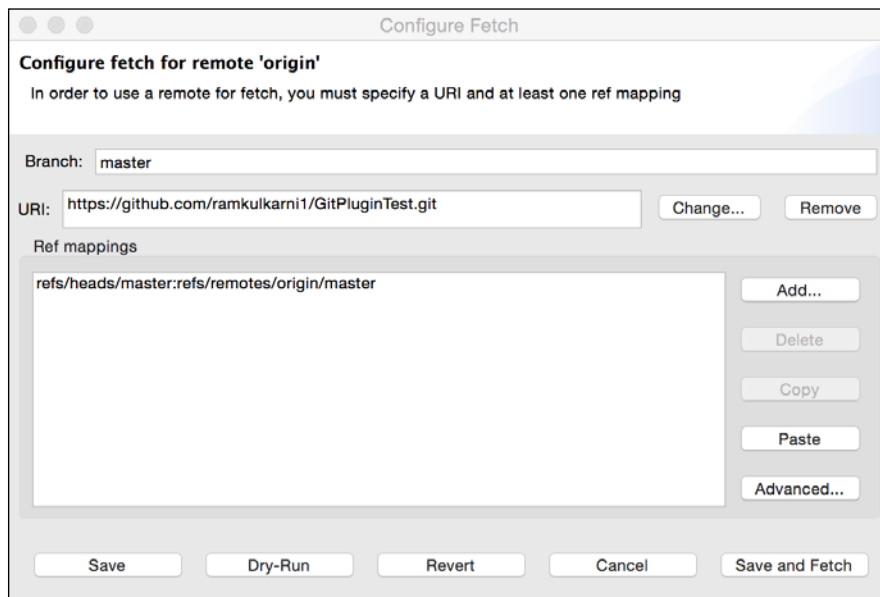 Configure Fetch
Configure fetch for remote 'origin'
In order to use a remote for fetch, you must specify a URI and at least one ref mapping
Branch: master
URI: https://github.com/ramkulkarni1/GitPluginTest.git Change... Remove
Ref mappings
refs/heads/master:refs/remotes/origin/master
Add...
Delete
Copy
Paste
Advanced...
Save Dry-Run Revert Cancel Save and Fetch